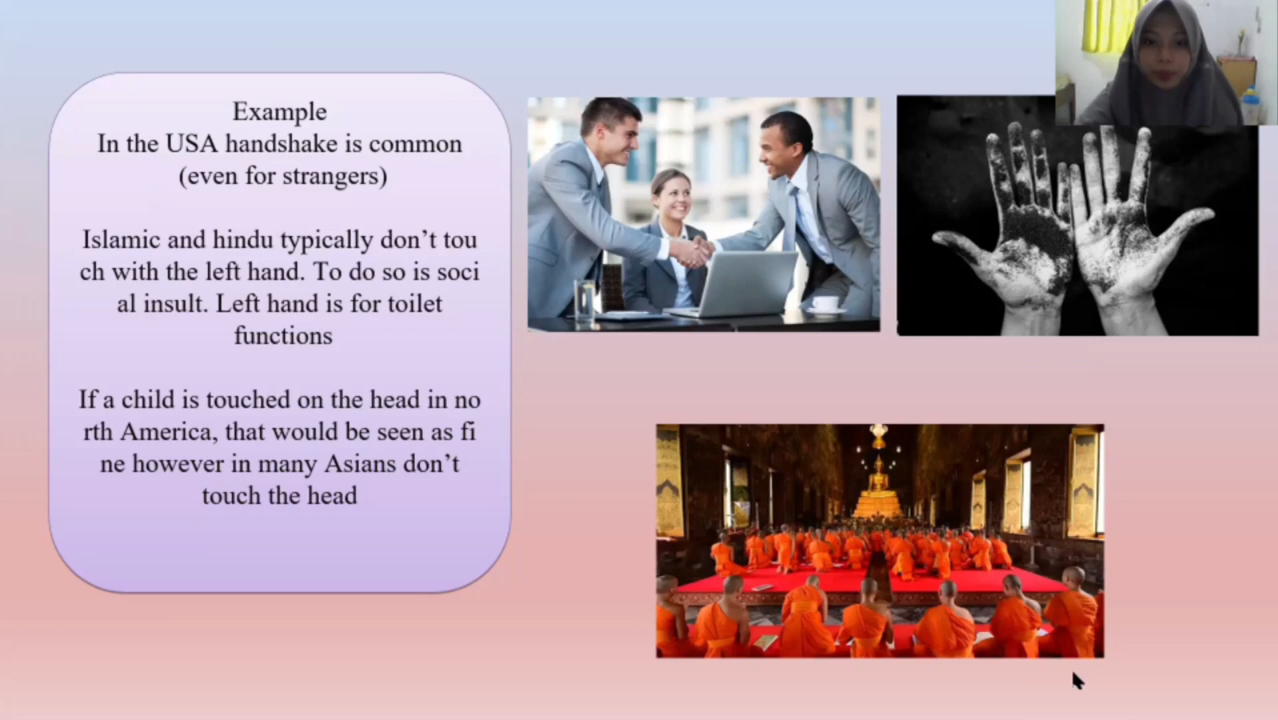 Example
In the USA handshake is common
(even for strangers)
Islamic and hindu typically don’t tou
ch with the left hand. To do so is soci
al insult. Left hand is for toilet
functions
If a child is touched on the head in no
rth America, that would be seen as fi
ne however in many Asians don’t
touch the head